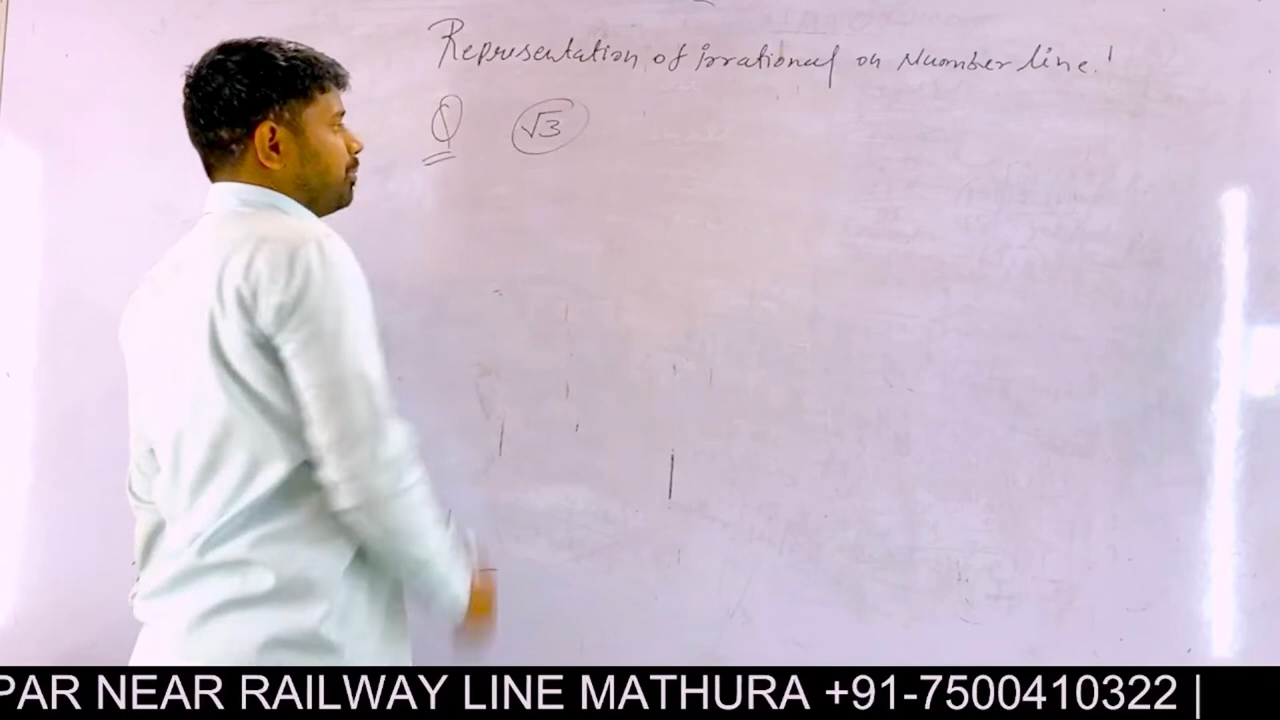 Representation of irrational on Number line!
Q √3
PAR NEAR RAILWAY LINE MATHURA +91-7500410322 |